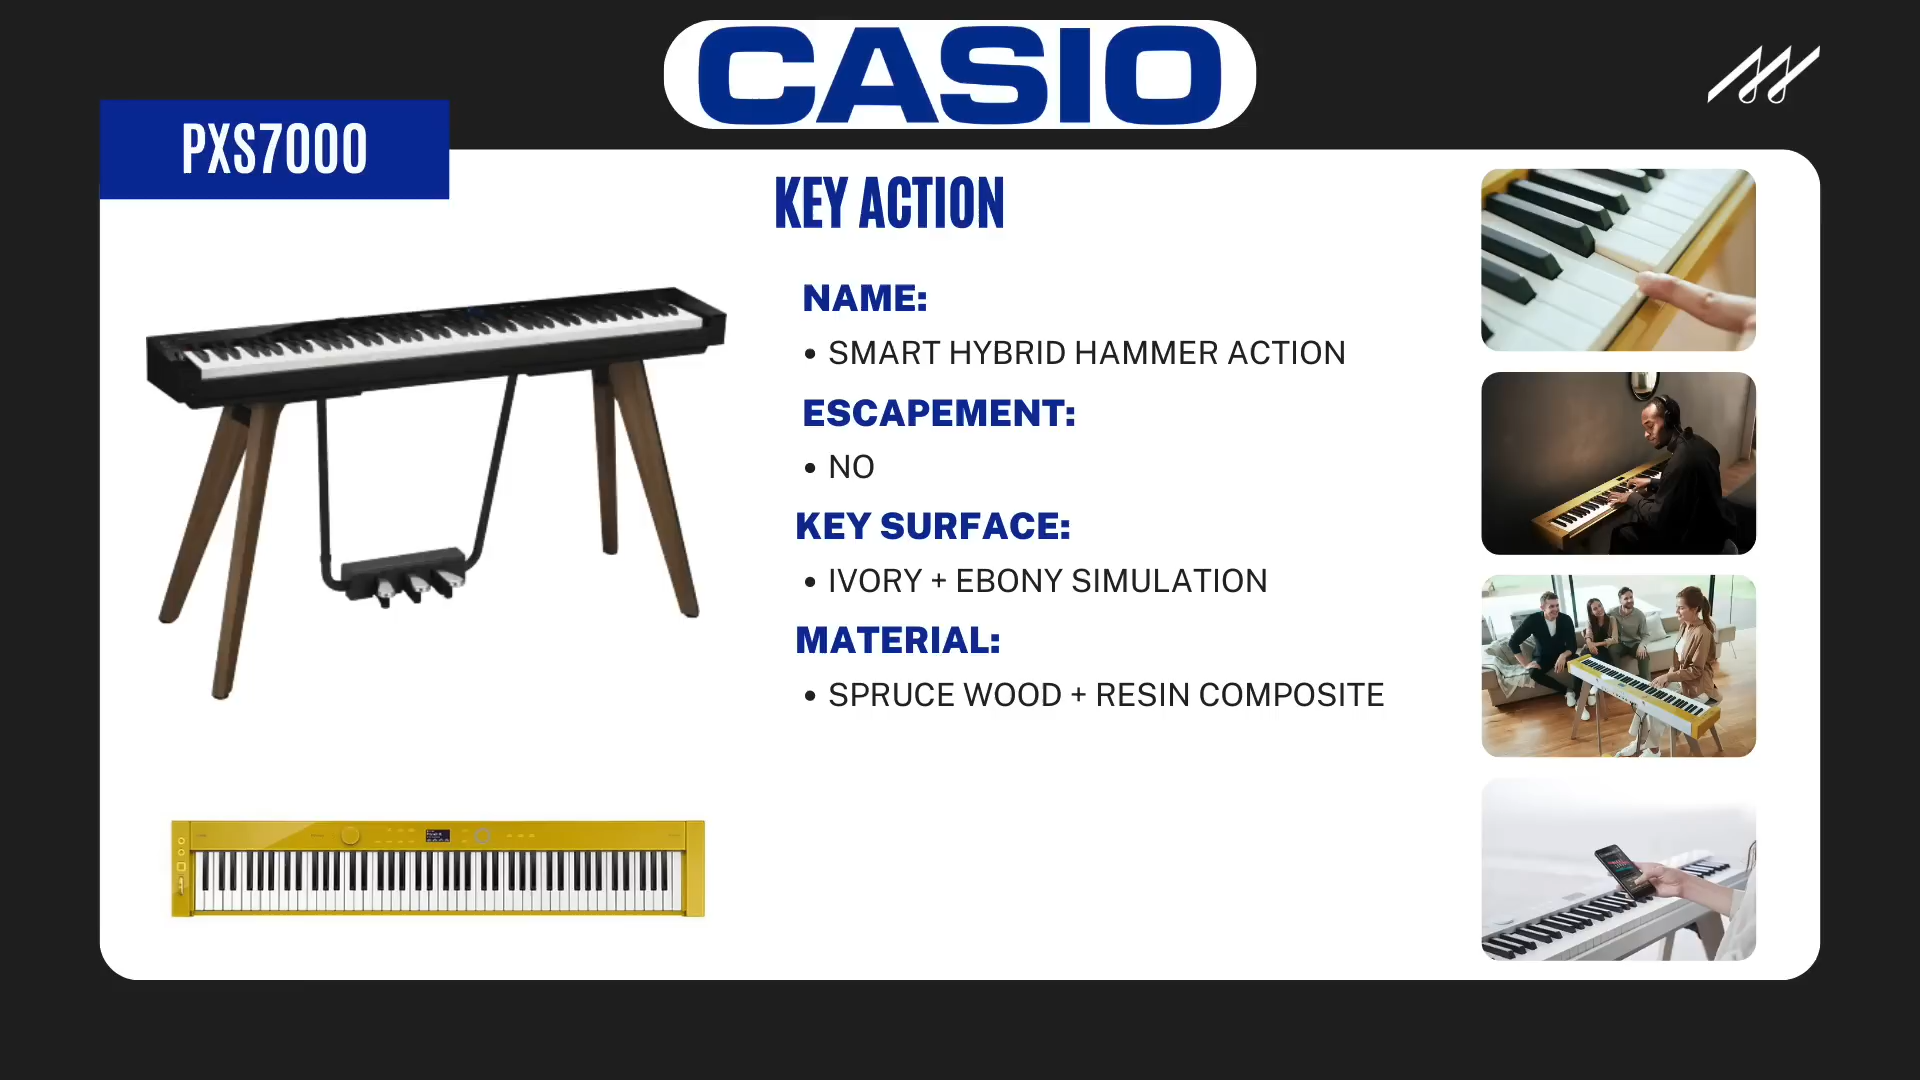 CASIO
PXS7000
KEY ACTION
NAME:
• SMART HYBRID HAMMER ACTION
ESCAPEMENT:
• NO
KEY SURFACE:
• IVORY + EBONY SIMULATION
MATERIAL:
• SPRUCE WOOD + RESIN COMPOSITE